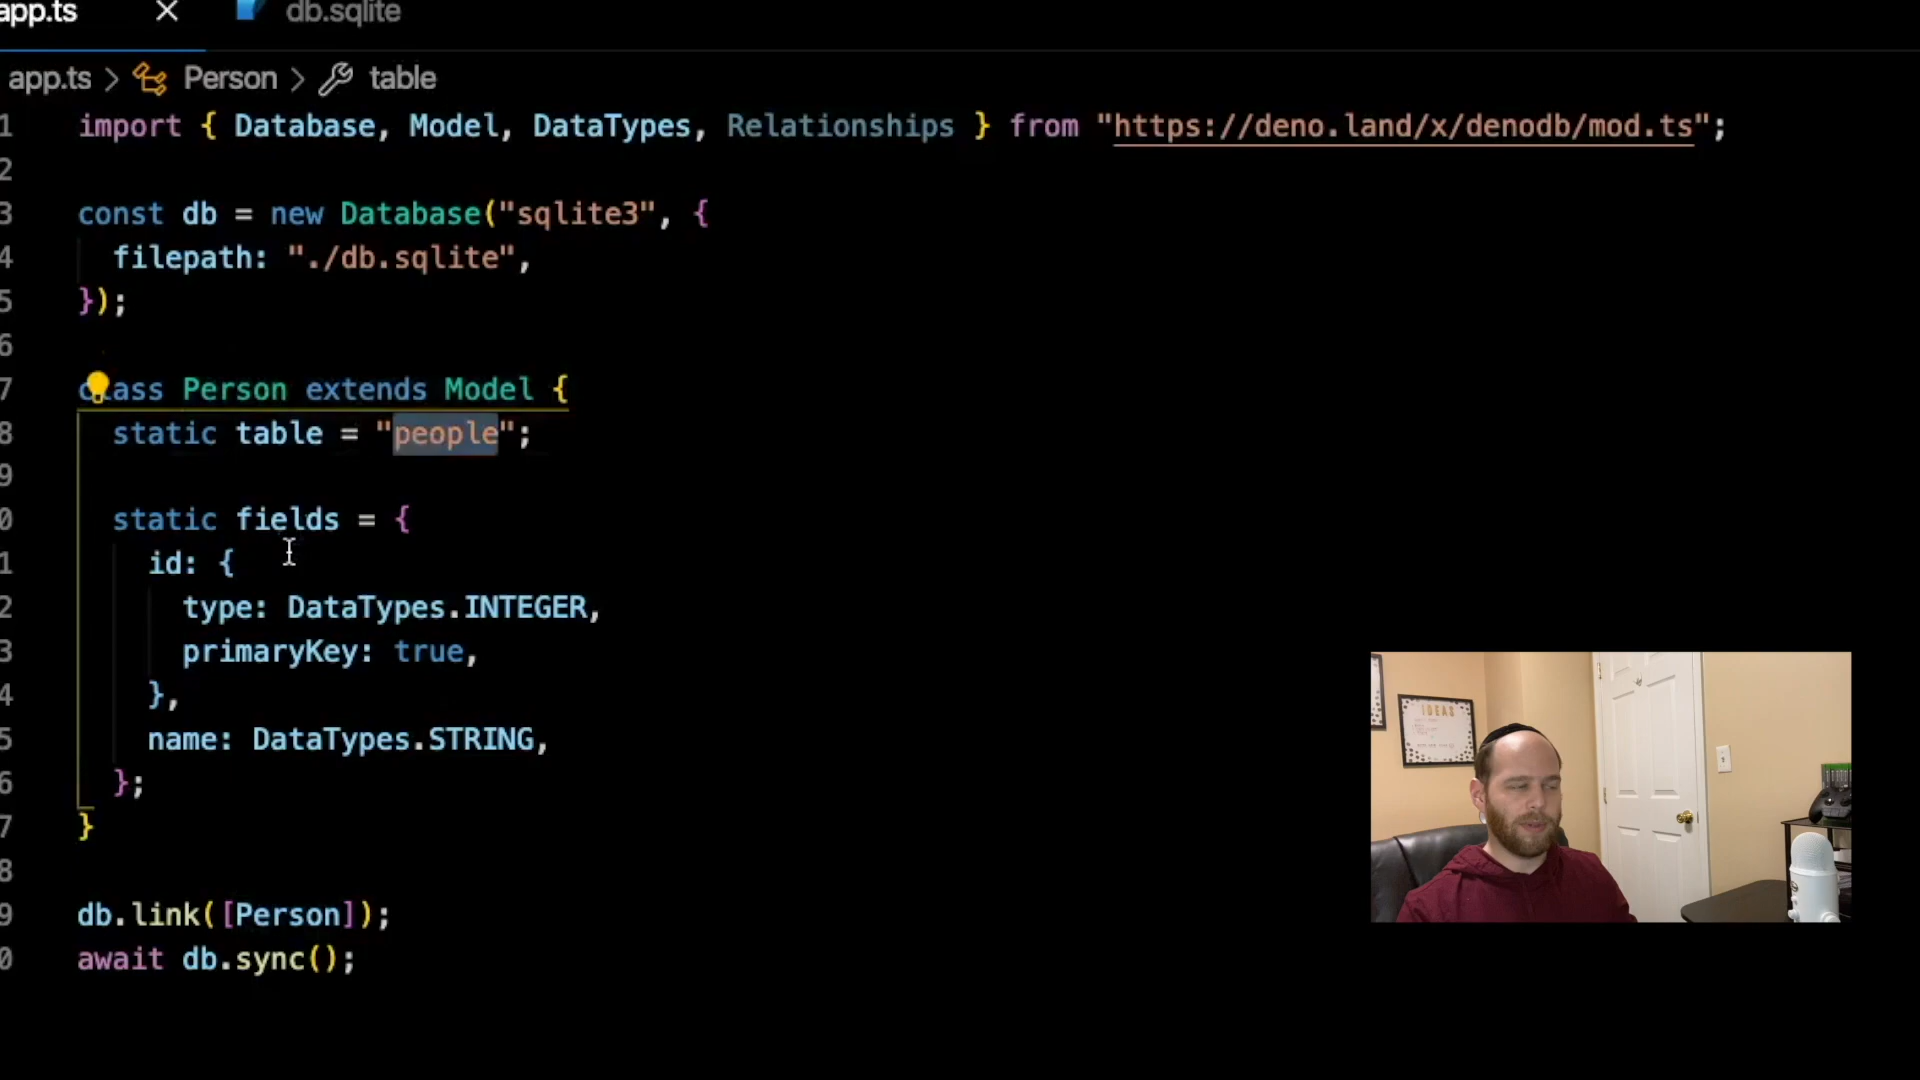 app.ts db.sqlite
app.ts > Person > table
1 import { Database, Model, DataTypes, Relationships } from "https://deno.land/x/denodb/mod.ts";
2
3 const db = new Database("sqlite3", {
4 filepath: "./db.sqlite",
5 });
6
7 class Person extends Model {
8 static table = "people";
9
0 static fields = {
1 id: {
2 type: DataTypes.INTEGER,
3 primaryKey: true,
4 },
5 name: DataTypes.STRING,
6 };
7 }
8
9 db.link([Person]);
0 await db.sync();
IDEAS